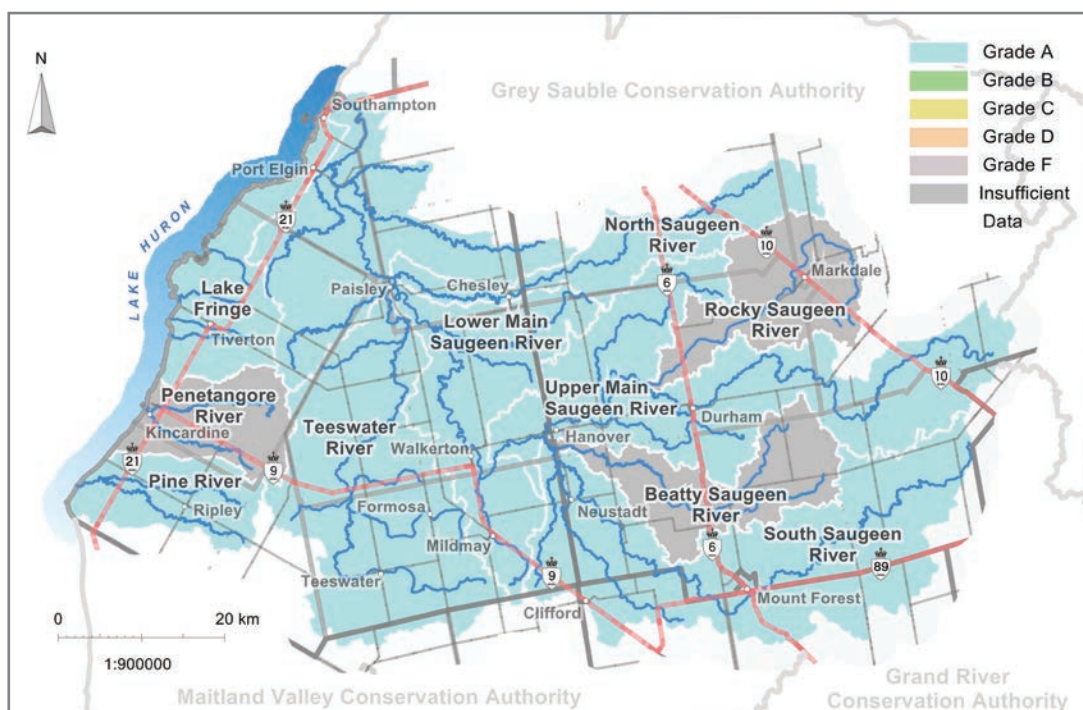 N
Grey Sauble Conservation Authority
Grade A
Grade B
Grade C
Grade D
Grade F
Insufficient
Data
Southampton
Port Elgin
LAKE HURON
21
North Saugeen
River
10
Markdale
6
Chesley
Paisley
Lake
Fringe
Rocky Saugeen
River
Lower Main
Saugeen River
Tiverton
10
Penetangore
River
Upper Main
Saugeen River
Durham
Kincardine
Teeswater
River
Walkerton
Hanover
21
9
Pine River
Ripley
Formosa
Neustadt
Beatty Saugeen
River
Mildmay
6
South Saugeen
River
89
Teeswater
9
Mount Forest
Clifford
0
20 km
1:900000
Maitland Valley Conservation Authority
Grand River
Conservation Authority